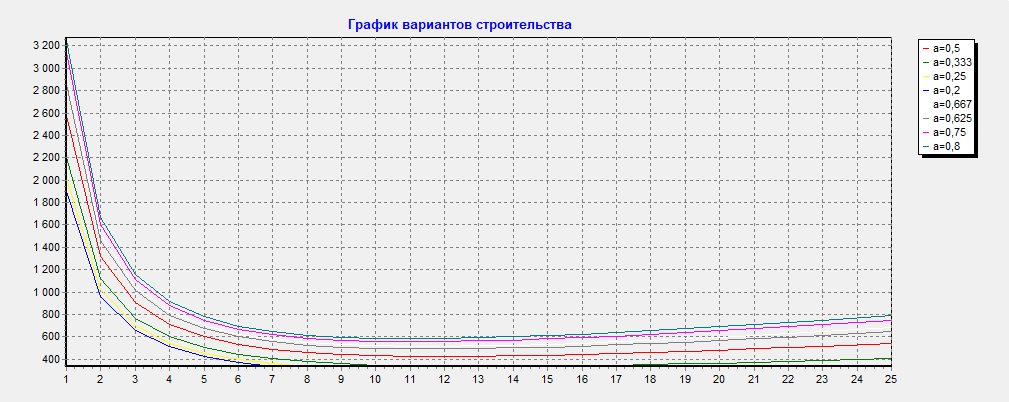 График вариантов строительства
3 200
3 000
2 800
2 600
2 400
2 200
2 000
1 800
1 600
1 400
1 200
1 000
800
600
400
1 2 3 4 5 6 7 8 9 10 11 12 13 14 15 16 17 18 19 20 21 22 23 24 25
a=0,5
a=0,333
a=0,25
a=0,2
a=0,667
a=0,625
a=0,75
a=0,8